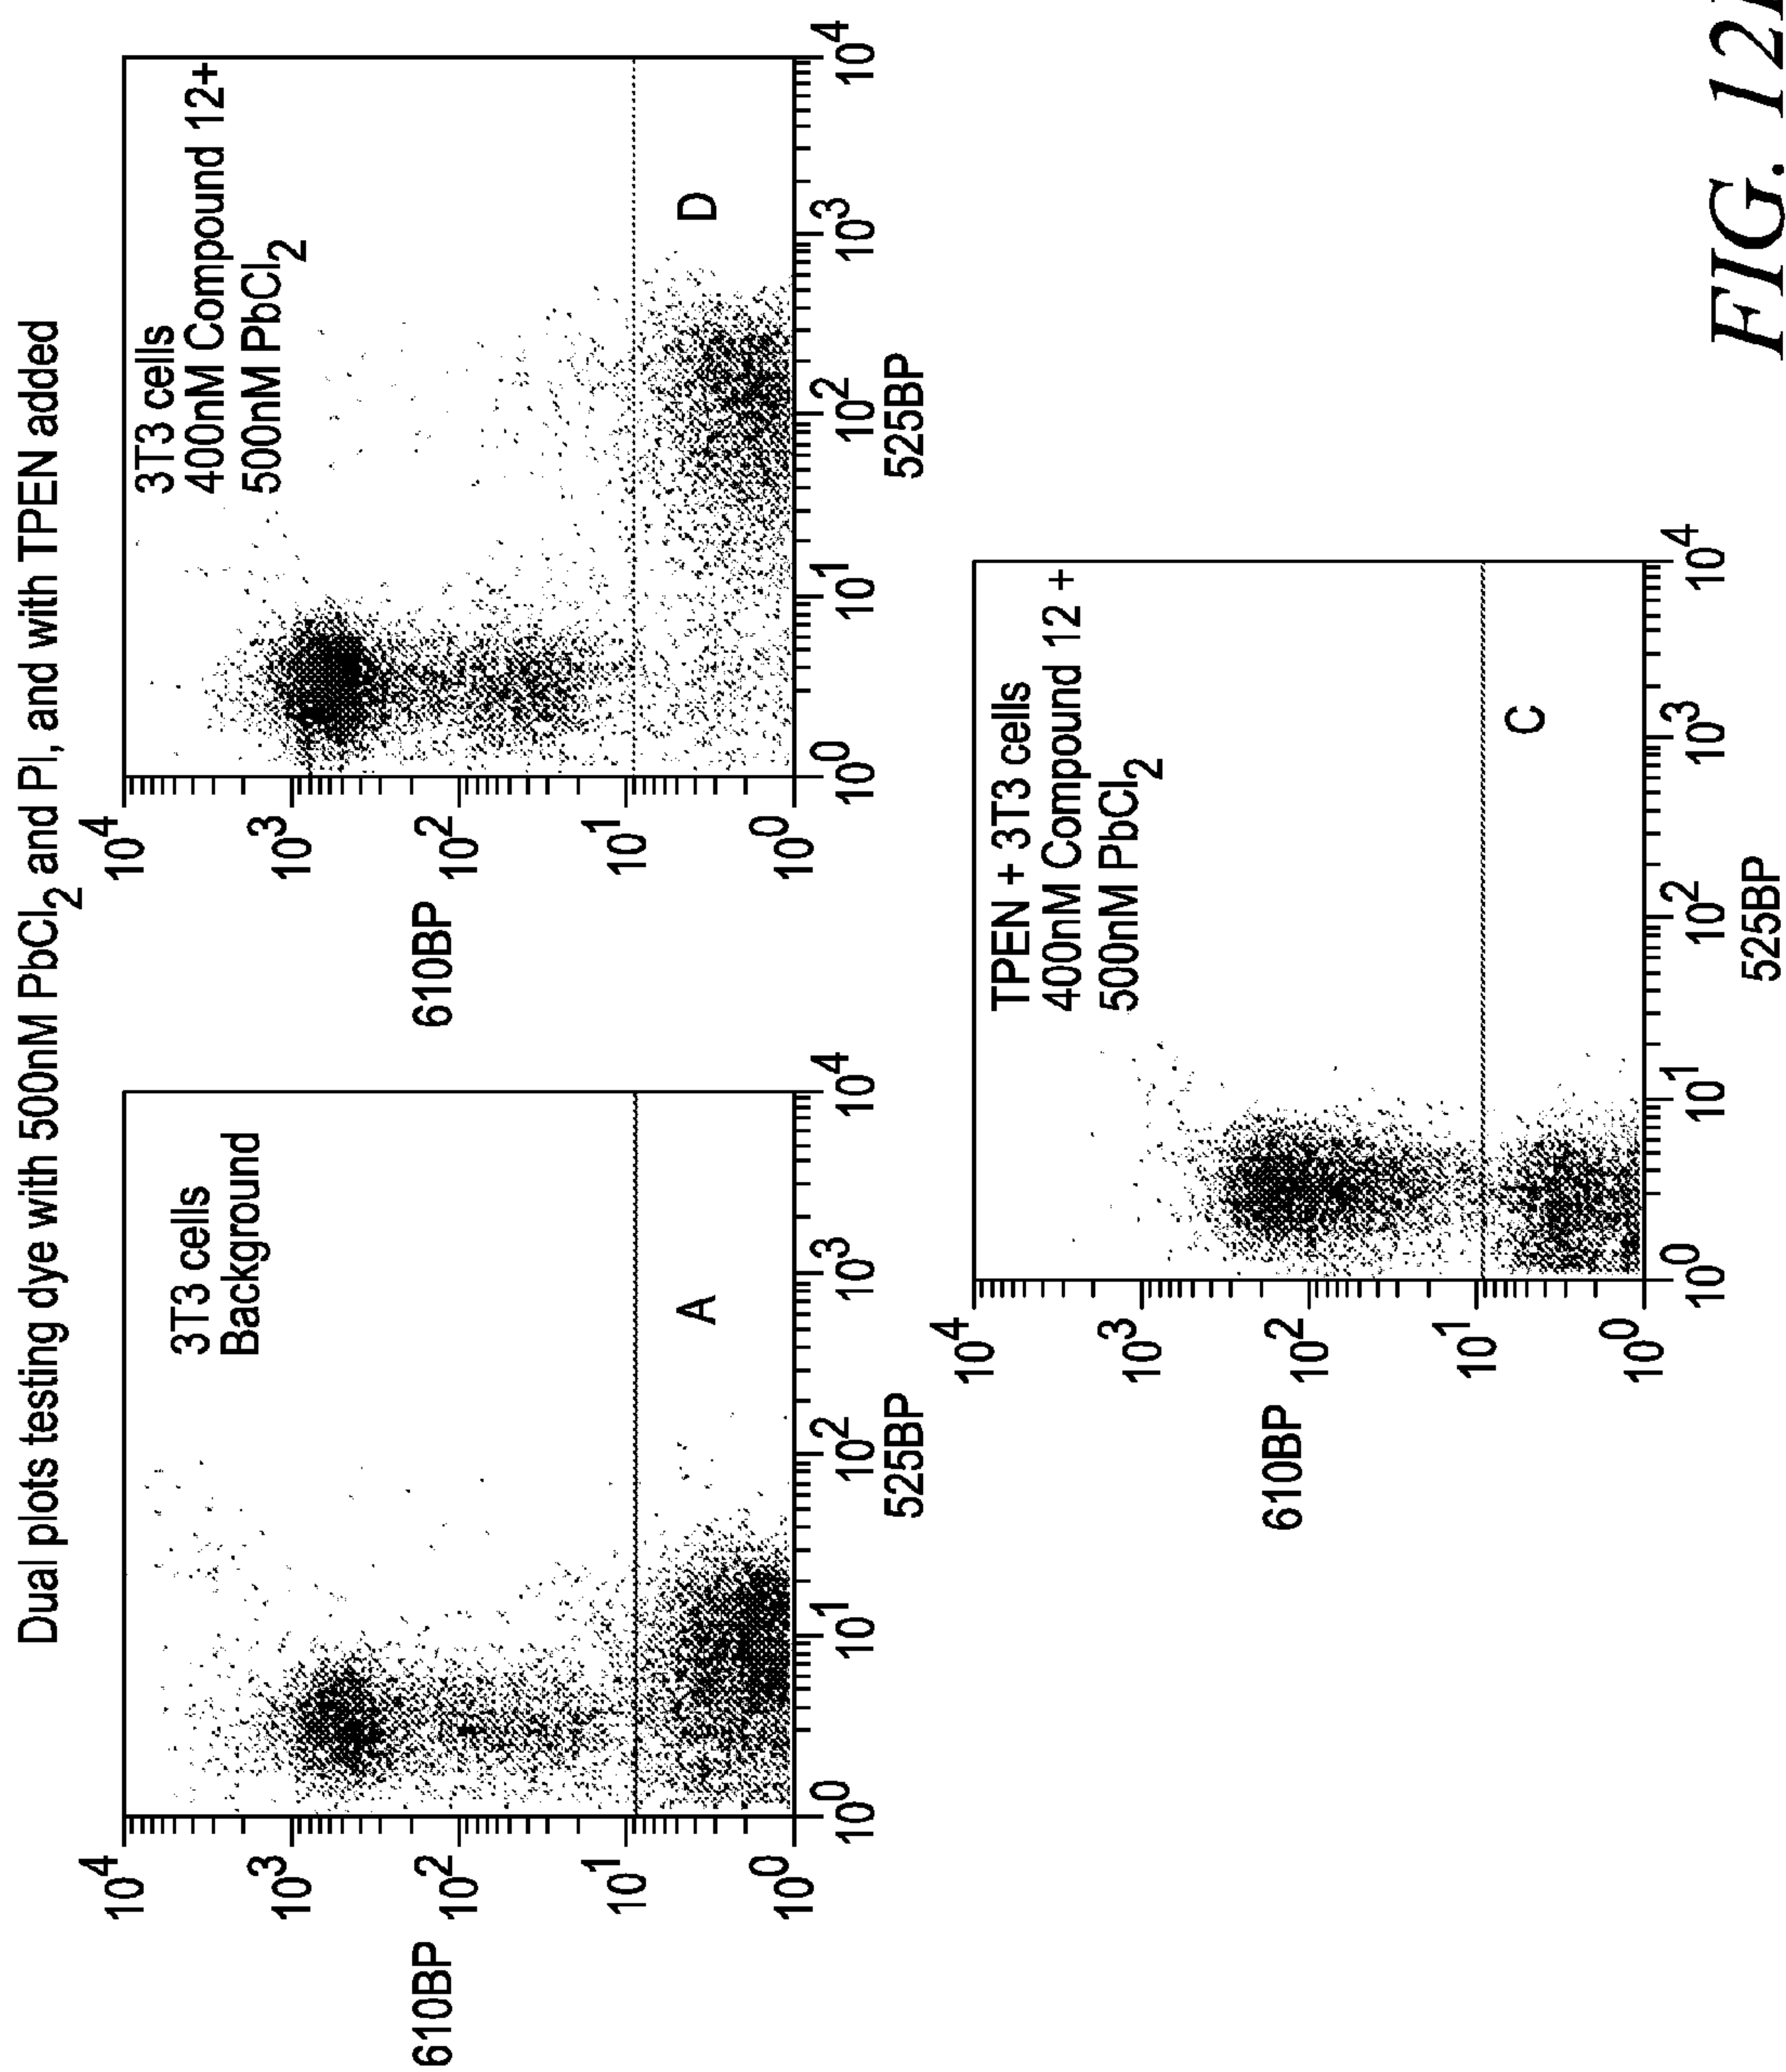 Dual plots testing dye with 500nM PbCl2 and PI, and with TPEN added
3T3 cells
Background
A
610BP
10^4
10^3
10^2
10^1
10^0
10^0
10^1
10^2
10^3
10^4
525BP
3T3 cells
400nM Compound 12+
500nM PbCl2
D
610BP
10^4
10^3
10^2
10^1
10^0
10^0
10^1
10^2
10^3
10^4
525BP
TPEN + 3T3 cells
400nM Compound 12 +
500nM PbCl2
C
610BP
10^4
10^3
10^2
10^1
10^0
10^0
10^1
10^2
10^3
10^4
525BP
FIG.